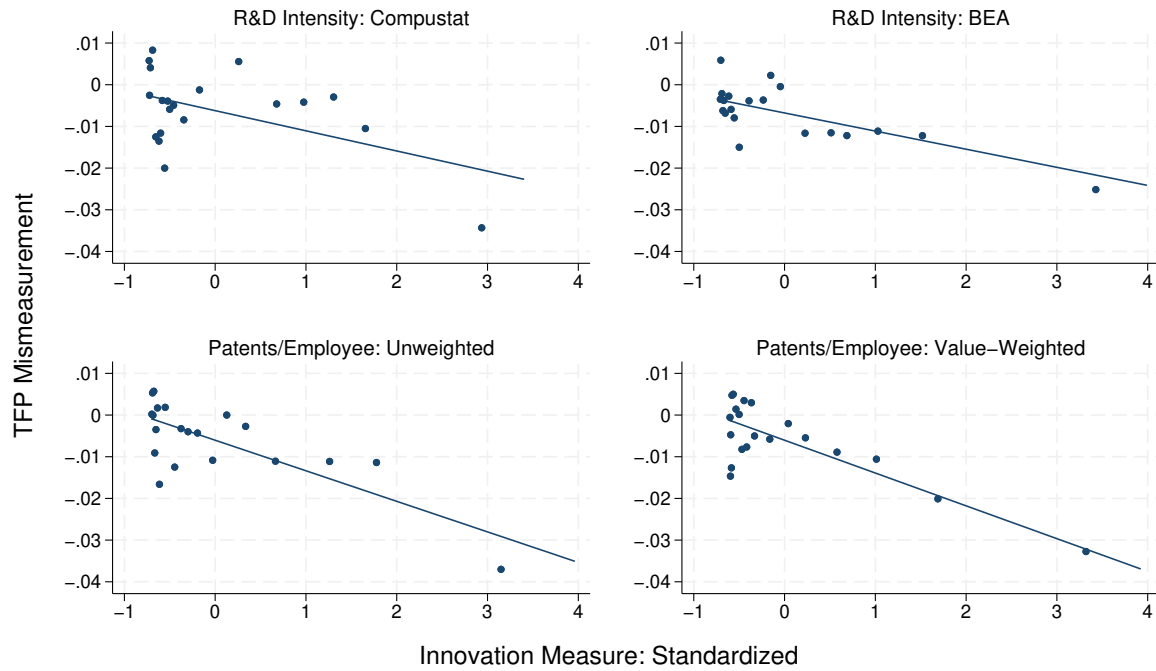 R&D Intensity: Compustat
.01
0
−.01
−.02
−.03
−.04
−1 0 1 2 3 4
R&D Intensity: BEA
.01
0
−.01
−.02
−.03
−.04
−1 0 1 2 3 4
Patents/Employee: Unweighted
.01
0
−.01
−.02
−.03
−.04
−1 0 1 2 3 4
Patents/Employee: Value−Weighted
.01
0
−.01
−.02
−.03
−.04
−1 0 1 2 3 4
TFP Mismeasurement
Innovation Measure: Standardized